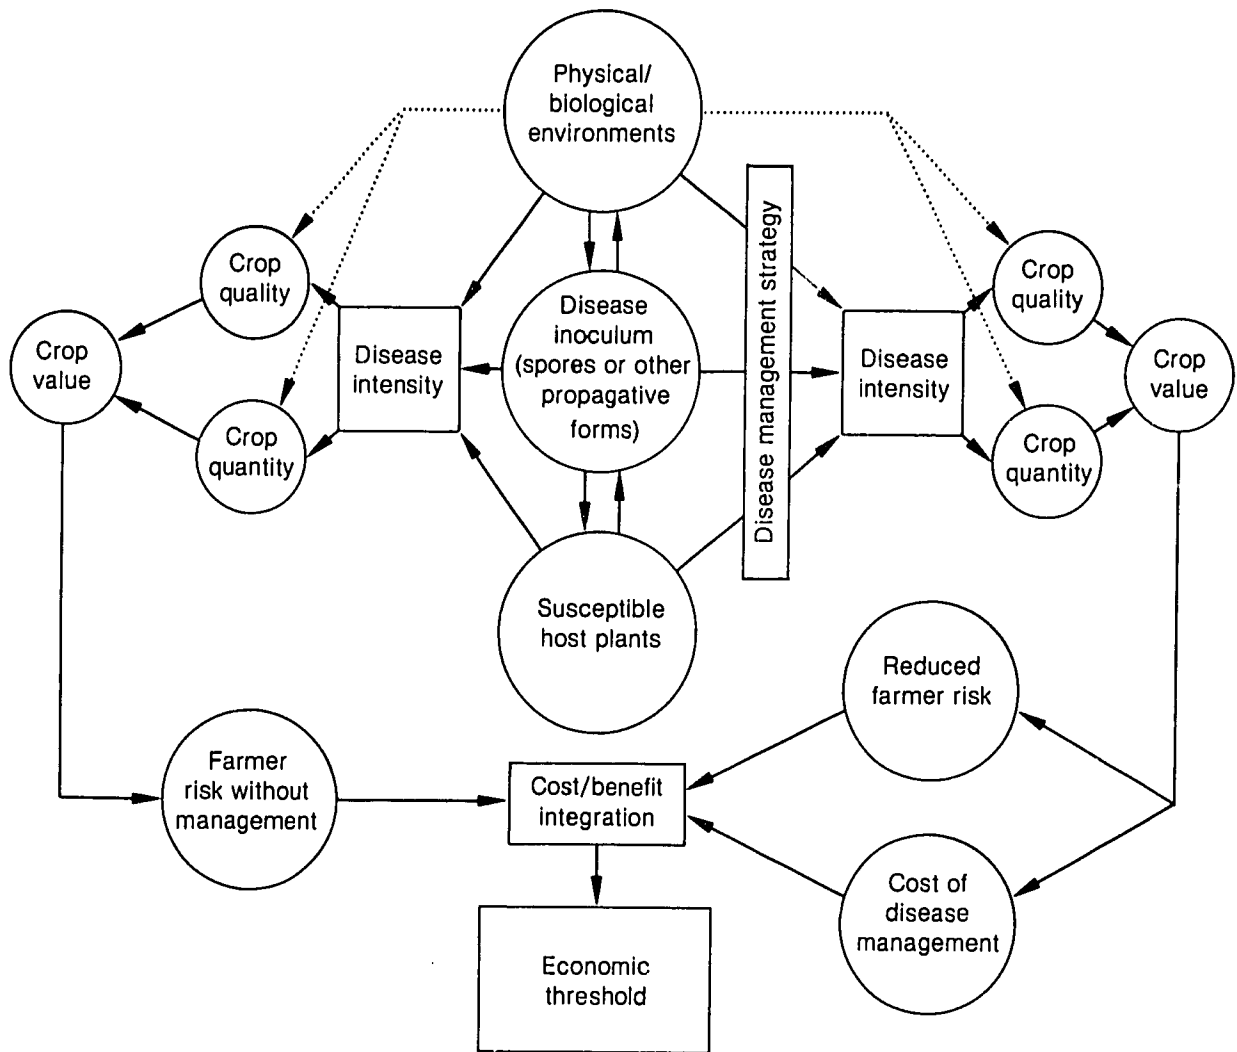 Physical/
biological
environments
Disease management strategy
Crop
quality
Crop
quality
Disease
inoculum
(spores or other
propagative
forms)
Crop
value
Disease
intensity
Disease
intensity
Crop
value
Crop
quantity
Crop
quantity
Susceptible
host plants
Reduced
farmer risk
Farmer
risk without
management
Cost/benefit
integration
Cost of
disease
management
Economic
threshold